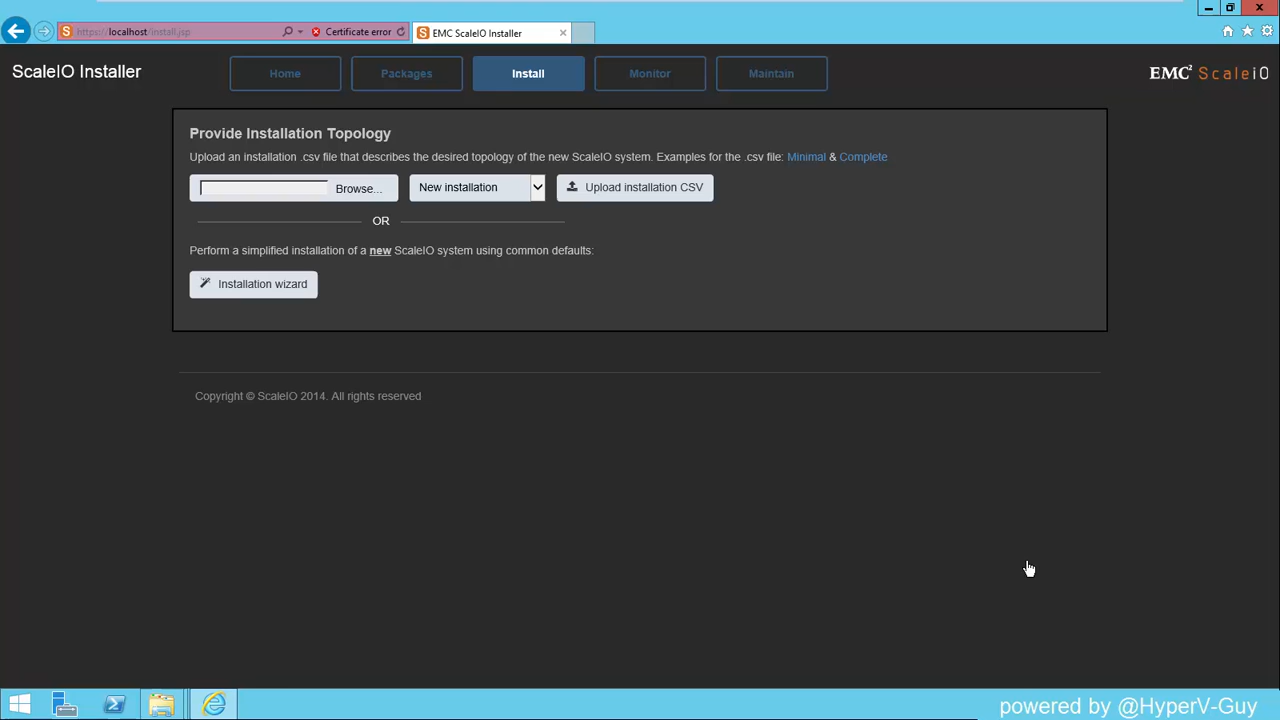 https://localhost/install.jsp
Certificate error
EMC ScaleIO Installer
ScaleIO Installer
Home
Packages
Install
Monitor
Maintain
EMC² ScaleiO
Provide Installation Topology
Upload an installation .csv file that describes the desired topology of the new ScaleIO system. Examples for the .csv file: Minimal & Complete
Browse...
New installation
Upload installation CSV
OR
Perform a simplified installation of a new ScaleIO system using common defaults:
Installation wizard
Copyright © ScaleIO 2014. All rights reserved
powered by @HyperV-Guy